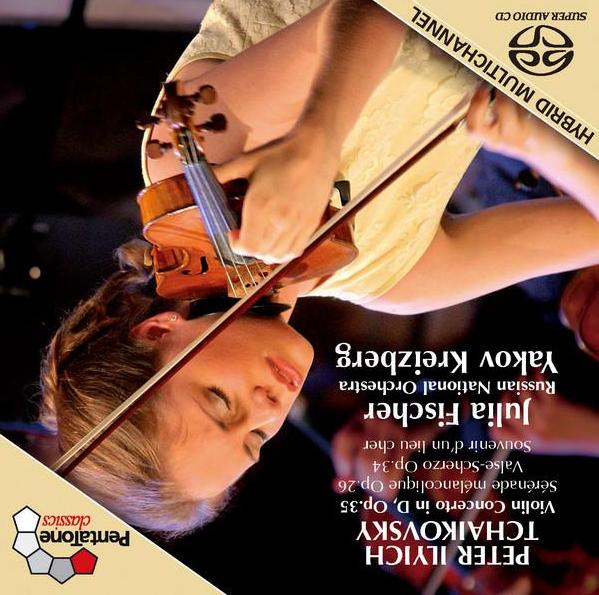 PentaTone
classics
PETER ILYICH
TCHAIKOVSKY
Violin Concerto in D, Op.35
Sérénade mélancolique Op.26
Valse-Scherzo Op.34
Souvenir d'un lieu cher
Julia Fischer
Russian National Orchestra
Yakov Kreizberg
HYBRID MULTICHANNEL
SUPER AUDIO CD